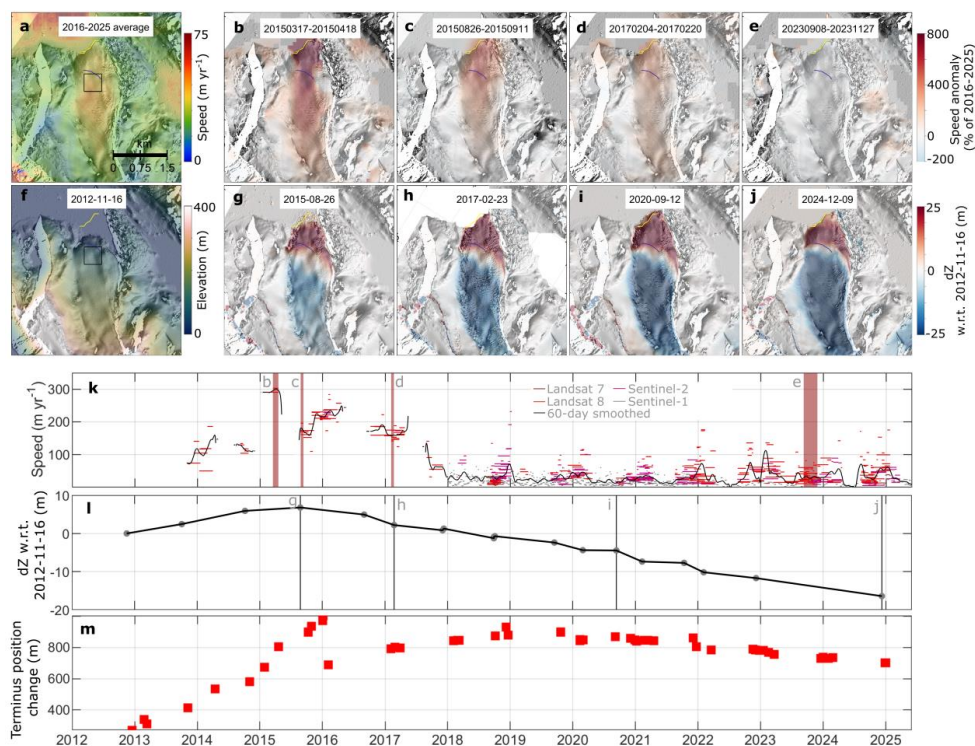 a 2016-2025 average
75
Speed (m yr⁻¹)
0
km
0 0.75 1.5
b 20150317-20150418
c 20150826-20150911
d 20170204-20170220
e 20230908-20231127
800
600
400
200
0
-200
Speed anomaly
(% of 2016-2025)
f 2012-11-16
400
Elevation (m)
0
g 2015-08-26
h 2017-02-23
i 2020-09-12
j 2024-12-09
25
0
-25
dZ
w.r.t. 2012-11-16 (m)
k
b c d e
Landsat 7
Sentinel-2
Landsat 8
Sentinel-1
60-day smoothed
300
200
100
Speed (m yr⁻¹)
l
g h i j
10
0
-10
-20
dZ w.r.t.
2012-11-16 (m)
m
800
600
400
Terminus position
change (m)
2012 2013 2014 2015 2016 2017 2018 2019 2020 2021 2022 2023 2024 2025